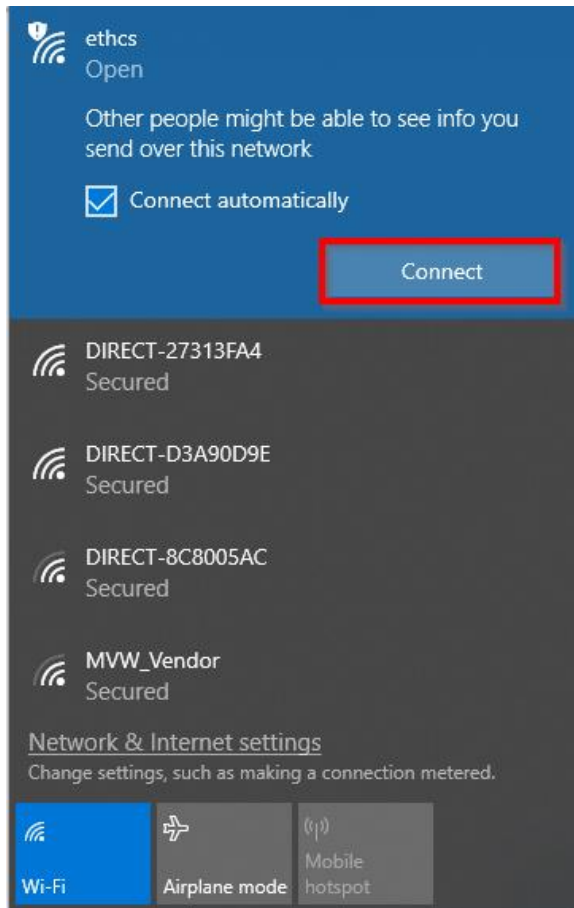 ethcs
Open
Other people might be able to see info you
send over this network
Connect automatically
Connect
DIRECT-27313FA4
Secured
DIRECT-D3A90D9E
Secured
DIRECT-8C8005AC
Secured
MVW_Vendor
Secured
Network & Internet settings
Change settings, such as making a connection metered.
Wi-Fi
Airplane mode
Mobile
hotspot